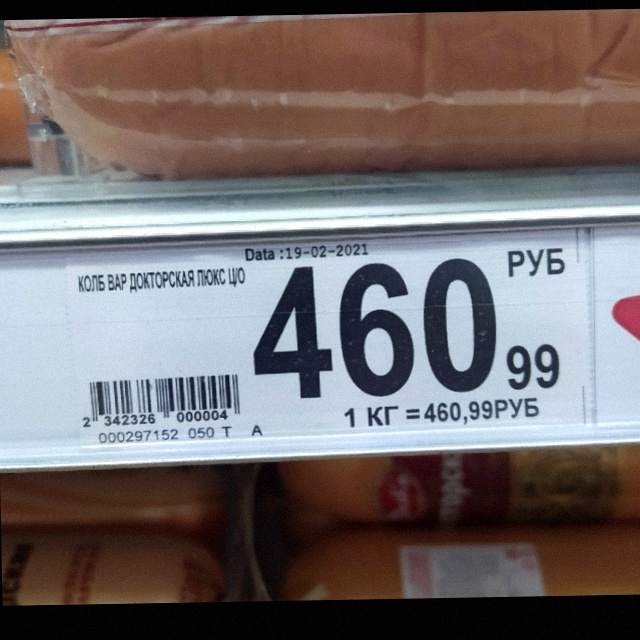 Data :19-02-2021
КОЛБ ВАР ДОКТОРСКАЯ ЛЮКС Ц/О
460 99 РУБ
1 КГ =460,99РУБ
2 342326 000004
000297152 050 T A